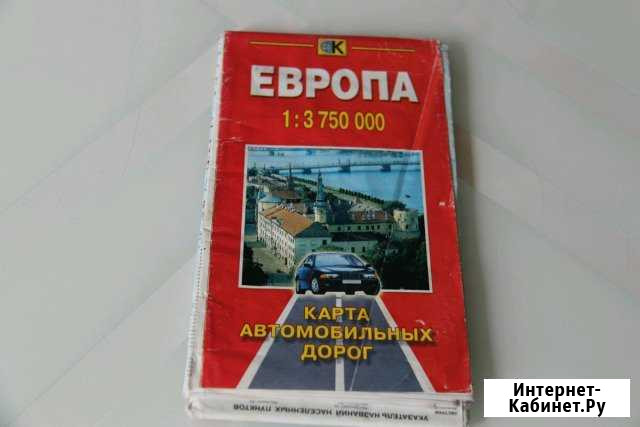 К
ЕВРОПА
1:3 750 000
КАРТА
АВТОМОБИЛЬНЫХ
ДОРОГ
УКАЗАТЕЛЬ НАЗВАНИЙ НАСЕЛЕННЫХ ПУНКТОВ
Интернет-
Кабинет.Ру